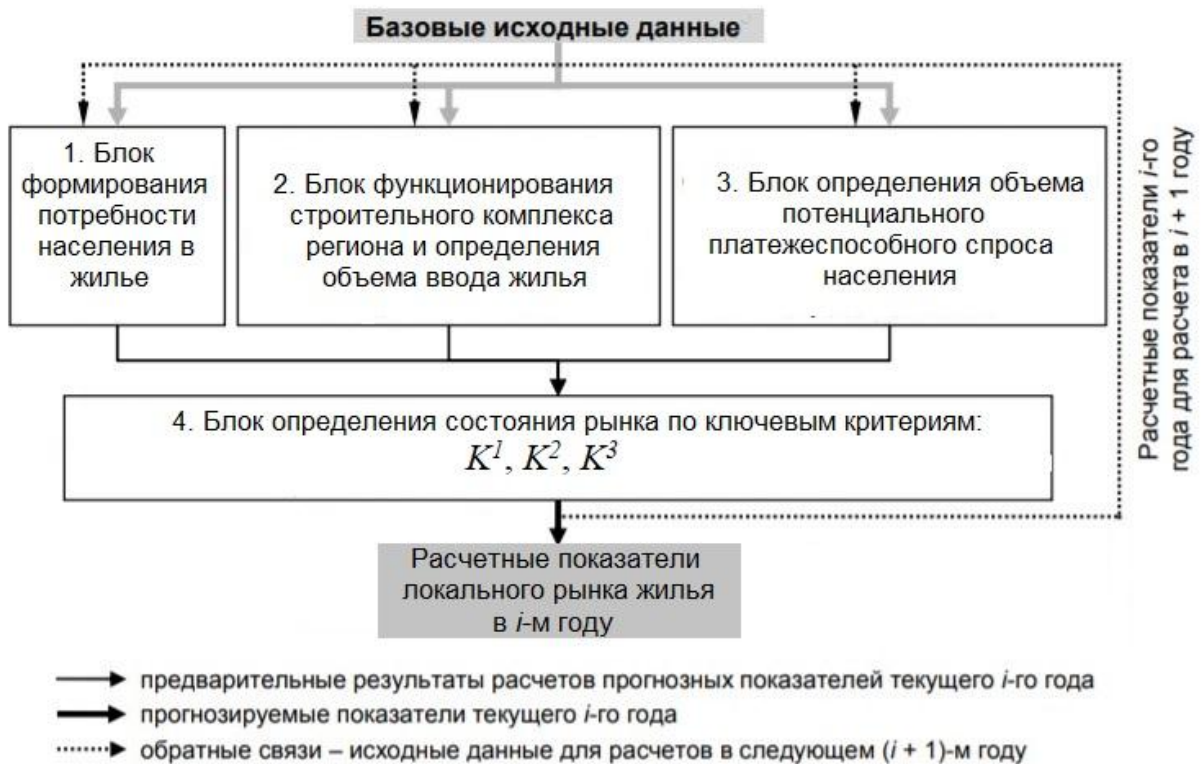 Базовые исходные данные
1. Блок
формирования
потребности
населения в
жилье
2. Блок функционирования
строительного комплекса
региона и определения
объема ввода жилья
3. Блок определения объема
потенциального
платежеспособного спроса
населения
Расчетные показатели i-го
года для расчета в i + 1 году
4. Блок определения состояния рынка по ключевым критериям:
K¹, K², K³
Расчетные показатели
локального рынка жилья
в i-м году
предварительные результаты расчетов прогнозных показателей текущего i-го года
прогнозируемые показатели текущего i-го года
обратные связи – исходные данные для расчетов в следующем (i + 1)-м году